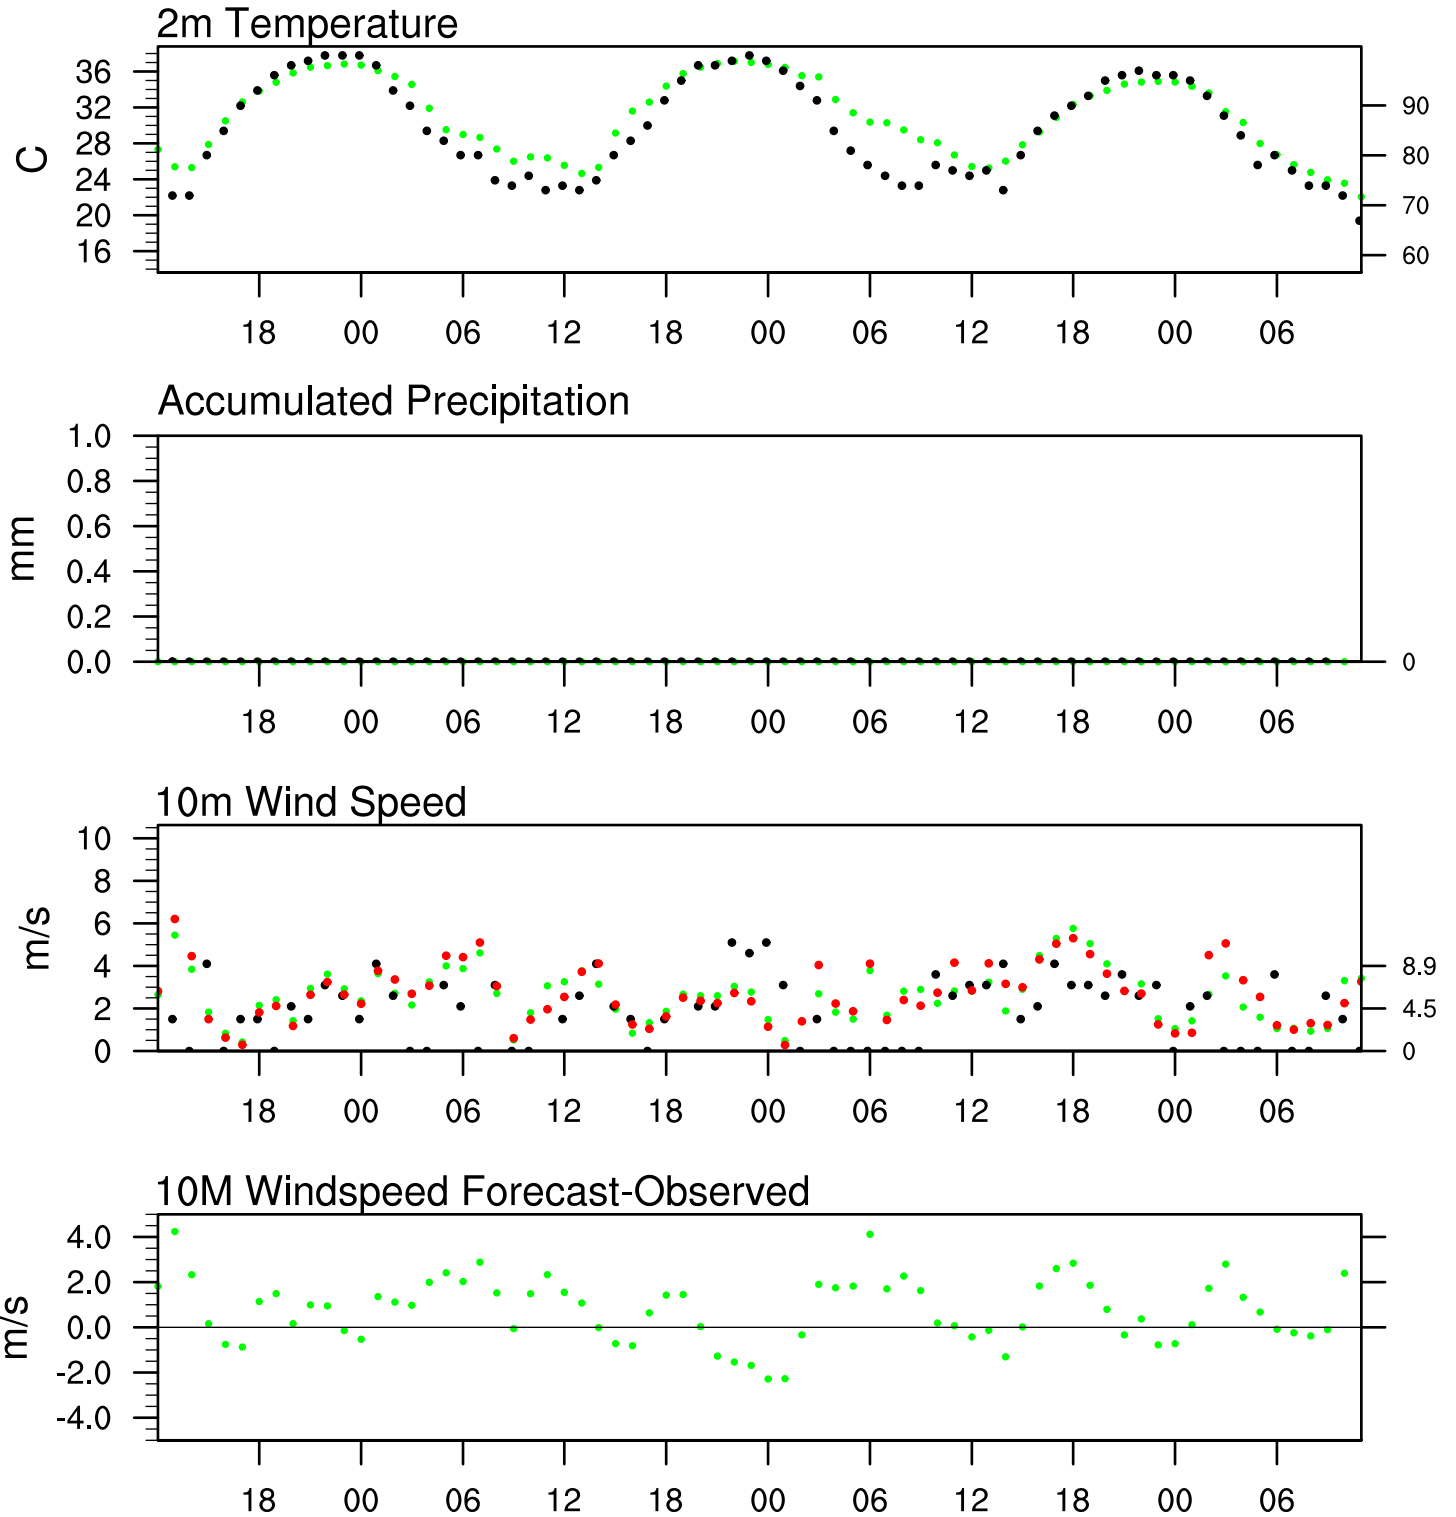 2m Temperature
C
36
32
28
24
20
16
90
80
70
60
18 00 06 12 18 00 06 12 18 00 06
Accumulated Precipitation
mm
1.0
0.8
0.6
0.4
0.2
0.0
0
18 00 06 12 18 00 06 12 18 00 06
10m Wind Speed
m/s
10
8
6
4
2
0
8.9
4.5
0
18 00 06 12 18 00 06 12 18 00 06
10M Windspeed Forecast-Observed
m/s
4.0
2.0
0.0
-2.0
-4.0
18 00 06 12 18 00 06 12 18 00 06